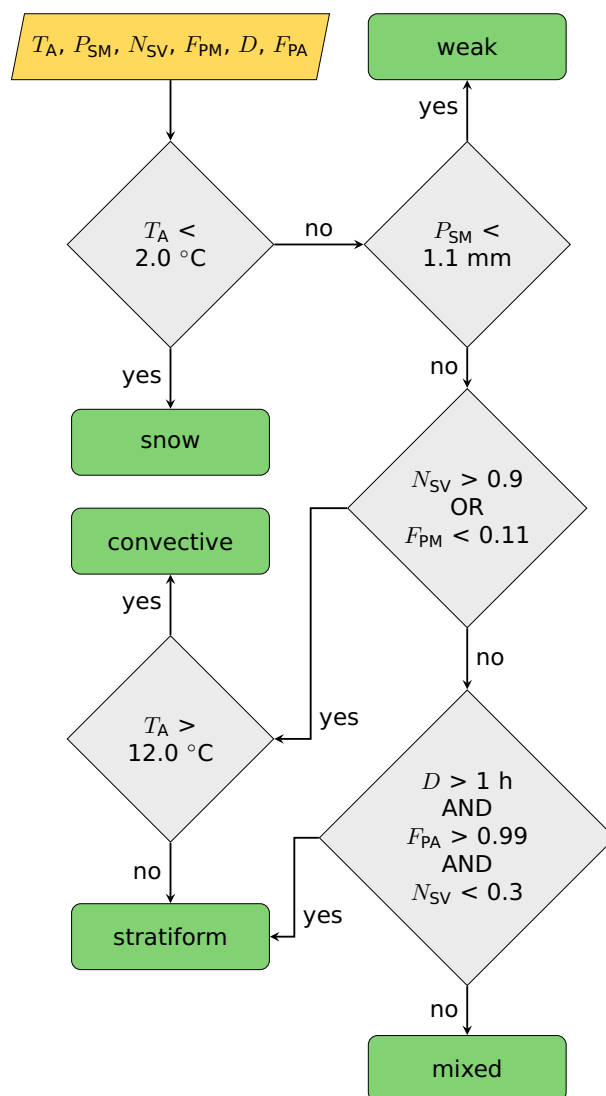 T_A, P_SM, N_SV, F_PM, D, F_PA
weak
yes
T_A <
2.0 °C
no
P_SM <
1.1 mm
yes
no
snow
N_SV > 0.9
OR
F_PM < 0.11
convective
yes
no
T_A >
12.0 °C
yes
D > 1 h
AND
F_PA > 0.99
AND
N_SV < 0.3
no
yes
stratiform
no
mixed